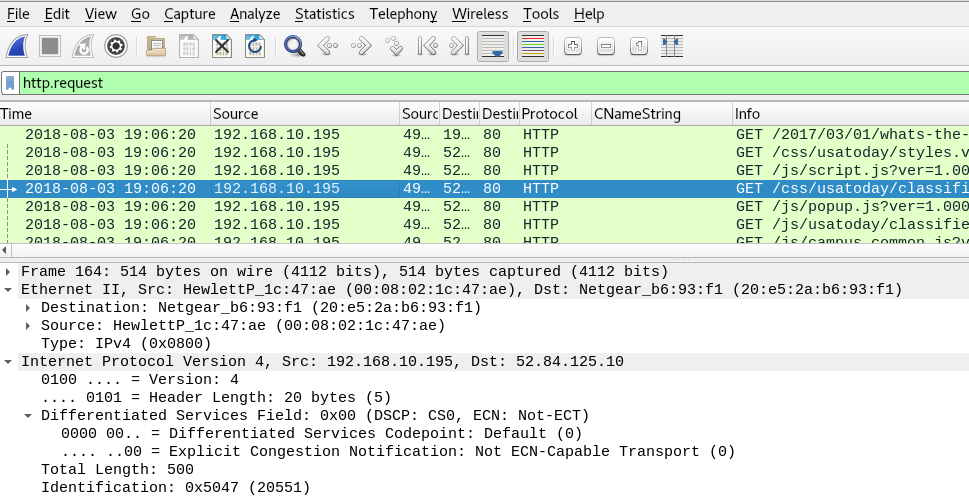 File Edit View Go Capture Analyze Statistics Telephony Wireless Tools Help
http.request
Time Source Sourc Destin Destin Protocol CNameString Info
2018-08-03 19:06:20 192.168.10.195 49… 19… 80 HTTP GET /2017/03/01/whats-the-
2018-08-03 19:06:20 192.168.10.195 49… 52… 80 HTTP GET /css/usatoday/styles.v
2018-08-03 19:06:20 192.168.10.195 49… 52… 80 HTTP GET /js/script.js?ver=1.00
2018-08-03 19:06:20 192.168.10.195 49… 52… 80 HTTP GET /css/usatoday/classifi
2018-08-03 19:06:20 192.168.10.195 49… 52… 80 HTTP GET /js/popup.js?ver=1.000
2018-08-03 19:06:20 192.168.10.195 49… 52… 80 HTTP GET /js/usatoday/classifie
2018-08-03 19:06:20 192.168.10.195 49… 52… 80 HTTP GET /js/campus_common.js?v
Frame 164: 514 bytes on wire (4112 bits), 514 bytes captured (4112 bits)
Ethernet II, Src: HewlettP_1c:47:ae (00:08:02:1c:47:ae), Dst: Netgear_b6:93:f1 (20:e5:2a:b6:93:f1)
Destination: Netgear_b6:93:f1 (20:e5:2a:b6:93:f1)
Source: HewlettP_1c:47:ae (00:08:02:1c:47:ae)
Type: IPv4 (0x0800)
Internet Protocol Version 4, Src: 192.168.10.195, Dst: 52.84.125.10
0100 .... = Version: 4
.... 0101 = Header Length: 20 bytes (5)
Differentiated Services Field: 0x00 (DSCP: CS0, ECN: Not-ECT)
0000 00.. = Differentiated Services Codepoint: Default (0)
.... ..00 = Explicit Congestion Notification: Not ECN-Capable Transport (0)
Total Length: 500
Identification: 0x5047 (20551)